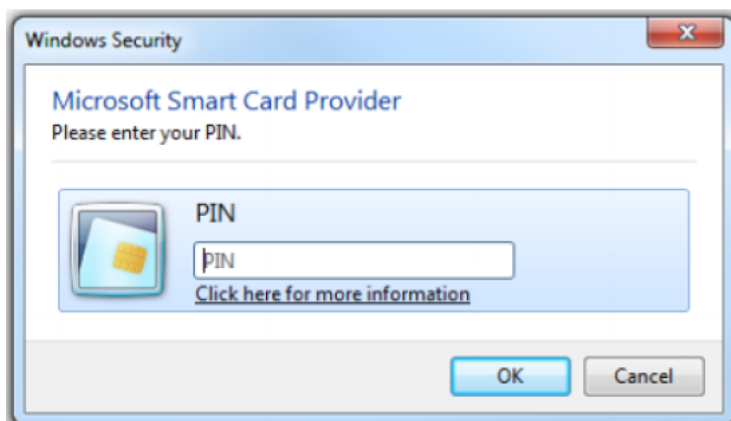 Windows Security
Microsoft Smart Card Provider
Please enter your PIN.
PIN
PIN
Click here for more information
OK
Cancel